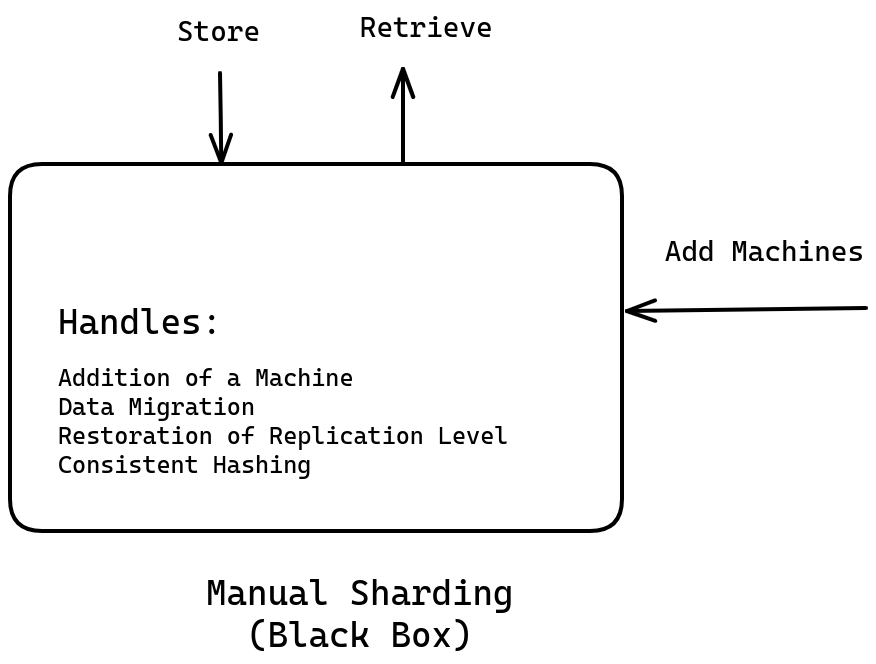 Store
Retrieve
Add Machines
Handles:
Addition of a Machine
Data Migration
Restoration of Replication Level
Consistent Hashing
Manual Sharding
(Black Box)